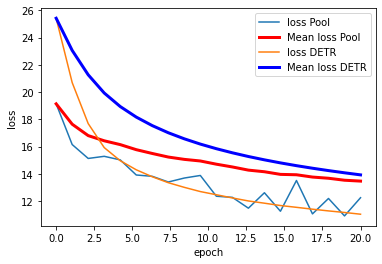 26
24
22
20
18
16
14
12
loss
0.0 2.5 5.0 7.5 10.0 12.5 15.0 17.5 20.0
epoch
loss Pool
Mean loss Pool
loss DETR
Mean loss DETR